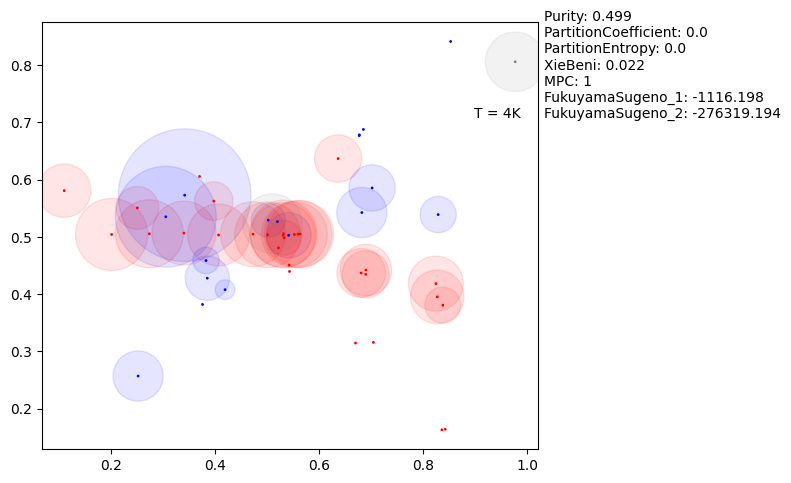 Purity: 0.499
PartitionCoefficient: 0.0
PartitionEntropy: 0.0
XieBeni: 0.022
MPC: 1
FukuyamaSugeno_1: -1116.198
FukuyamaSugeno_2: -276319.194
T = 4K
0.8
0.7
0.6
0.5
0.4
0.3
0.2
0.2 0.4 0.6 0.8 1.0